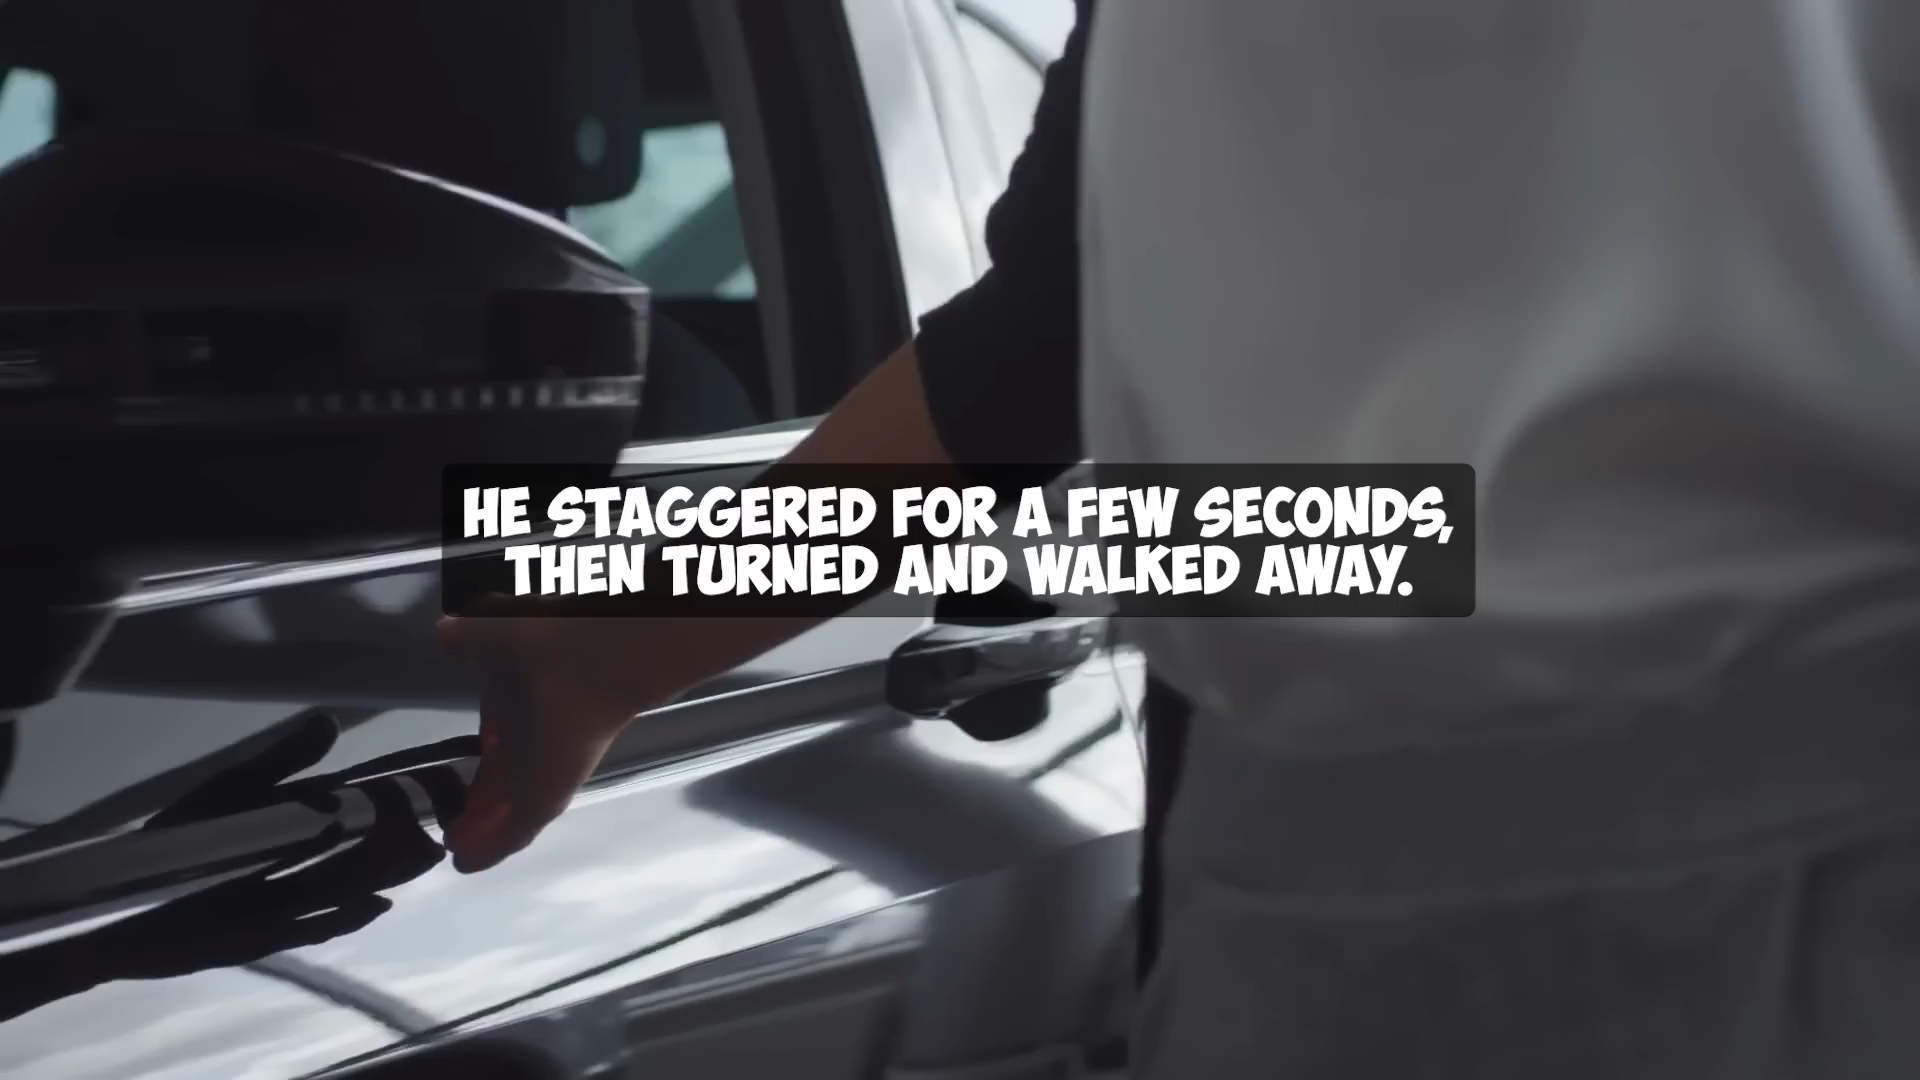 HE STAGGERED FOR A FEW SECONDS,
THEN TURNED AND WALKED AWAY.